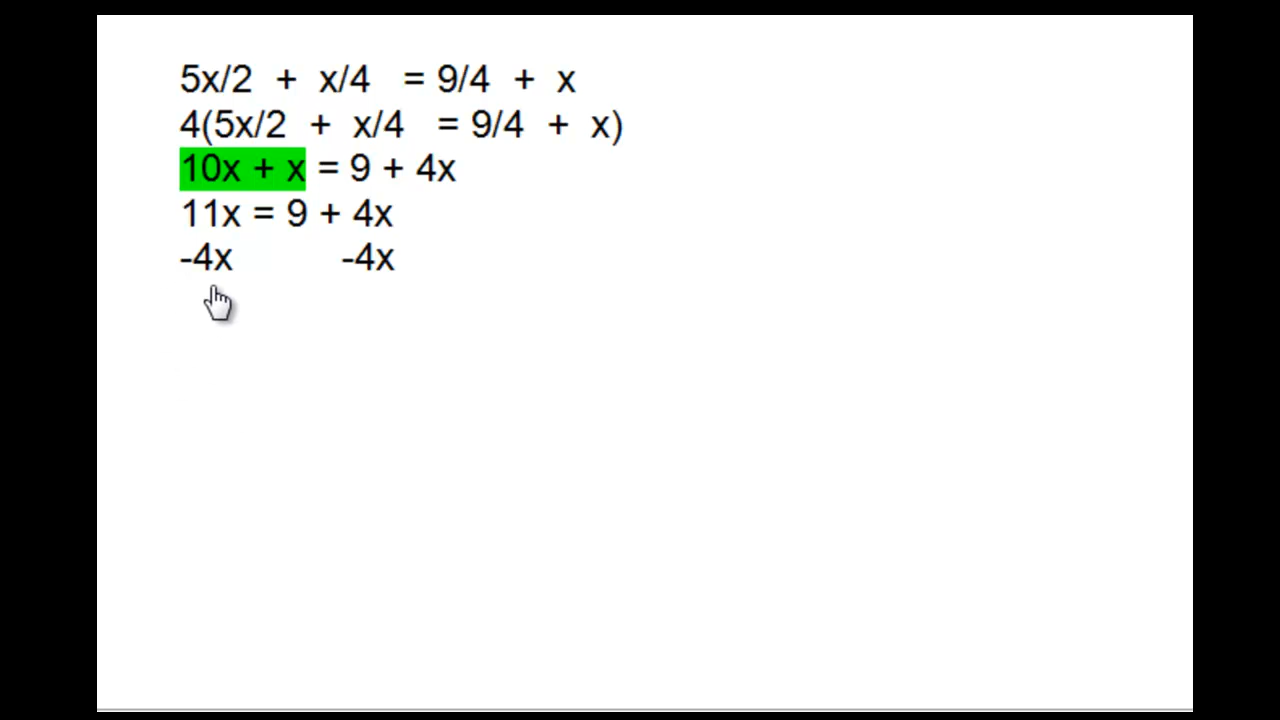 5x/2 + x/4 = 9/4 + x
4(5x/2 + x/4 = 9/4 + x)
10x + x = 9 + 4x
11x = 9 + 4x
-4x -4x